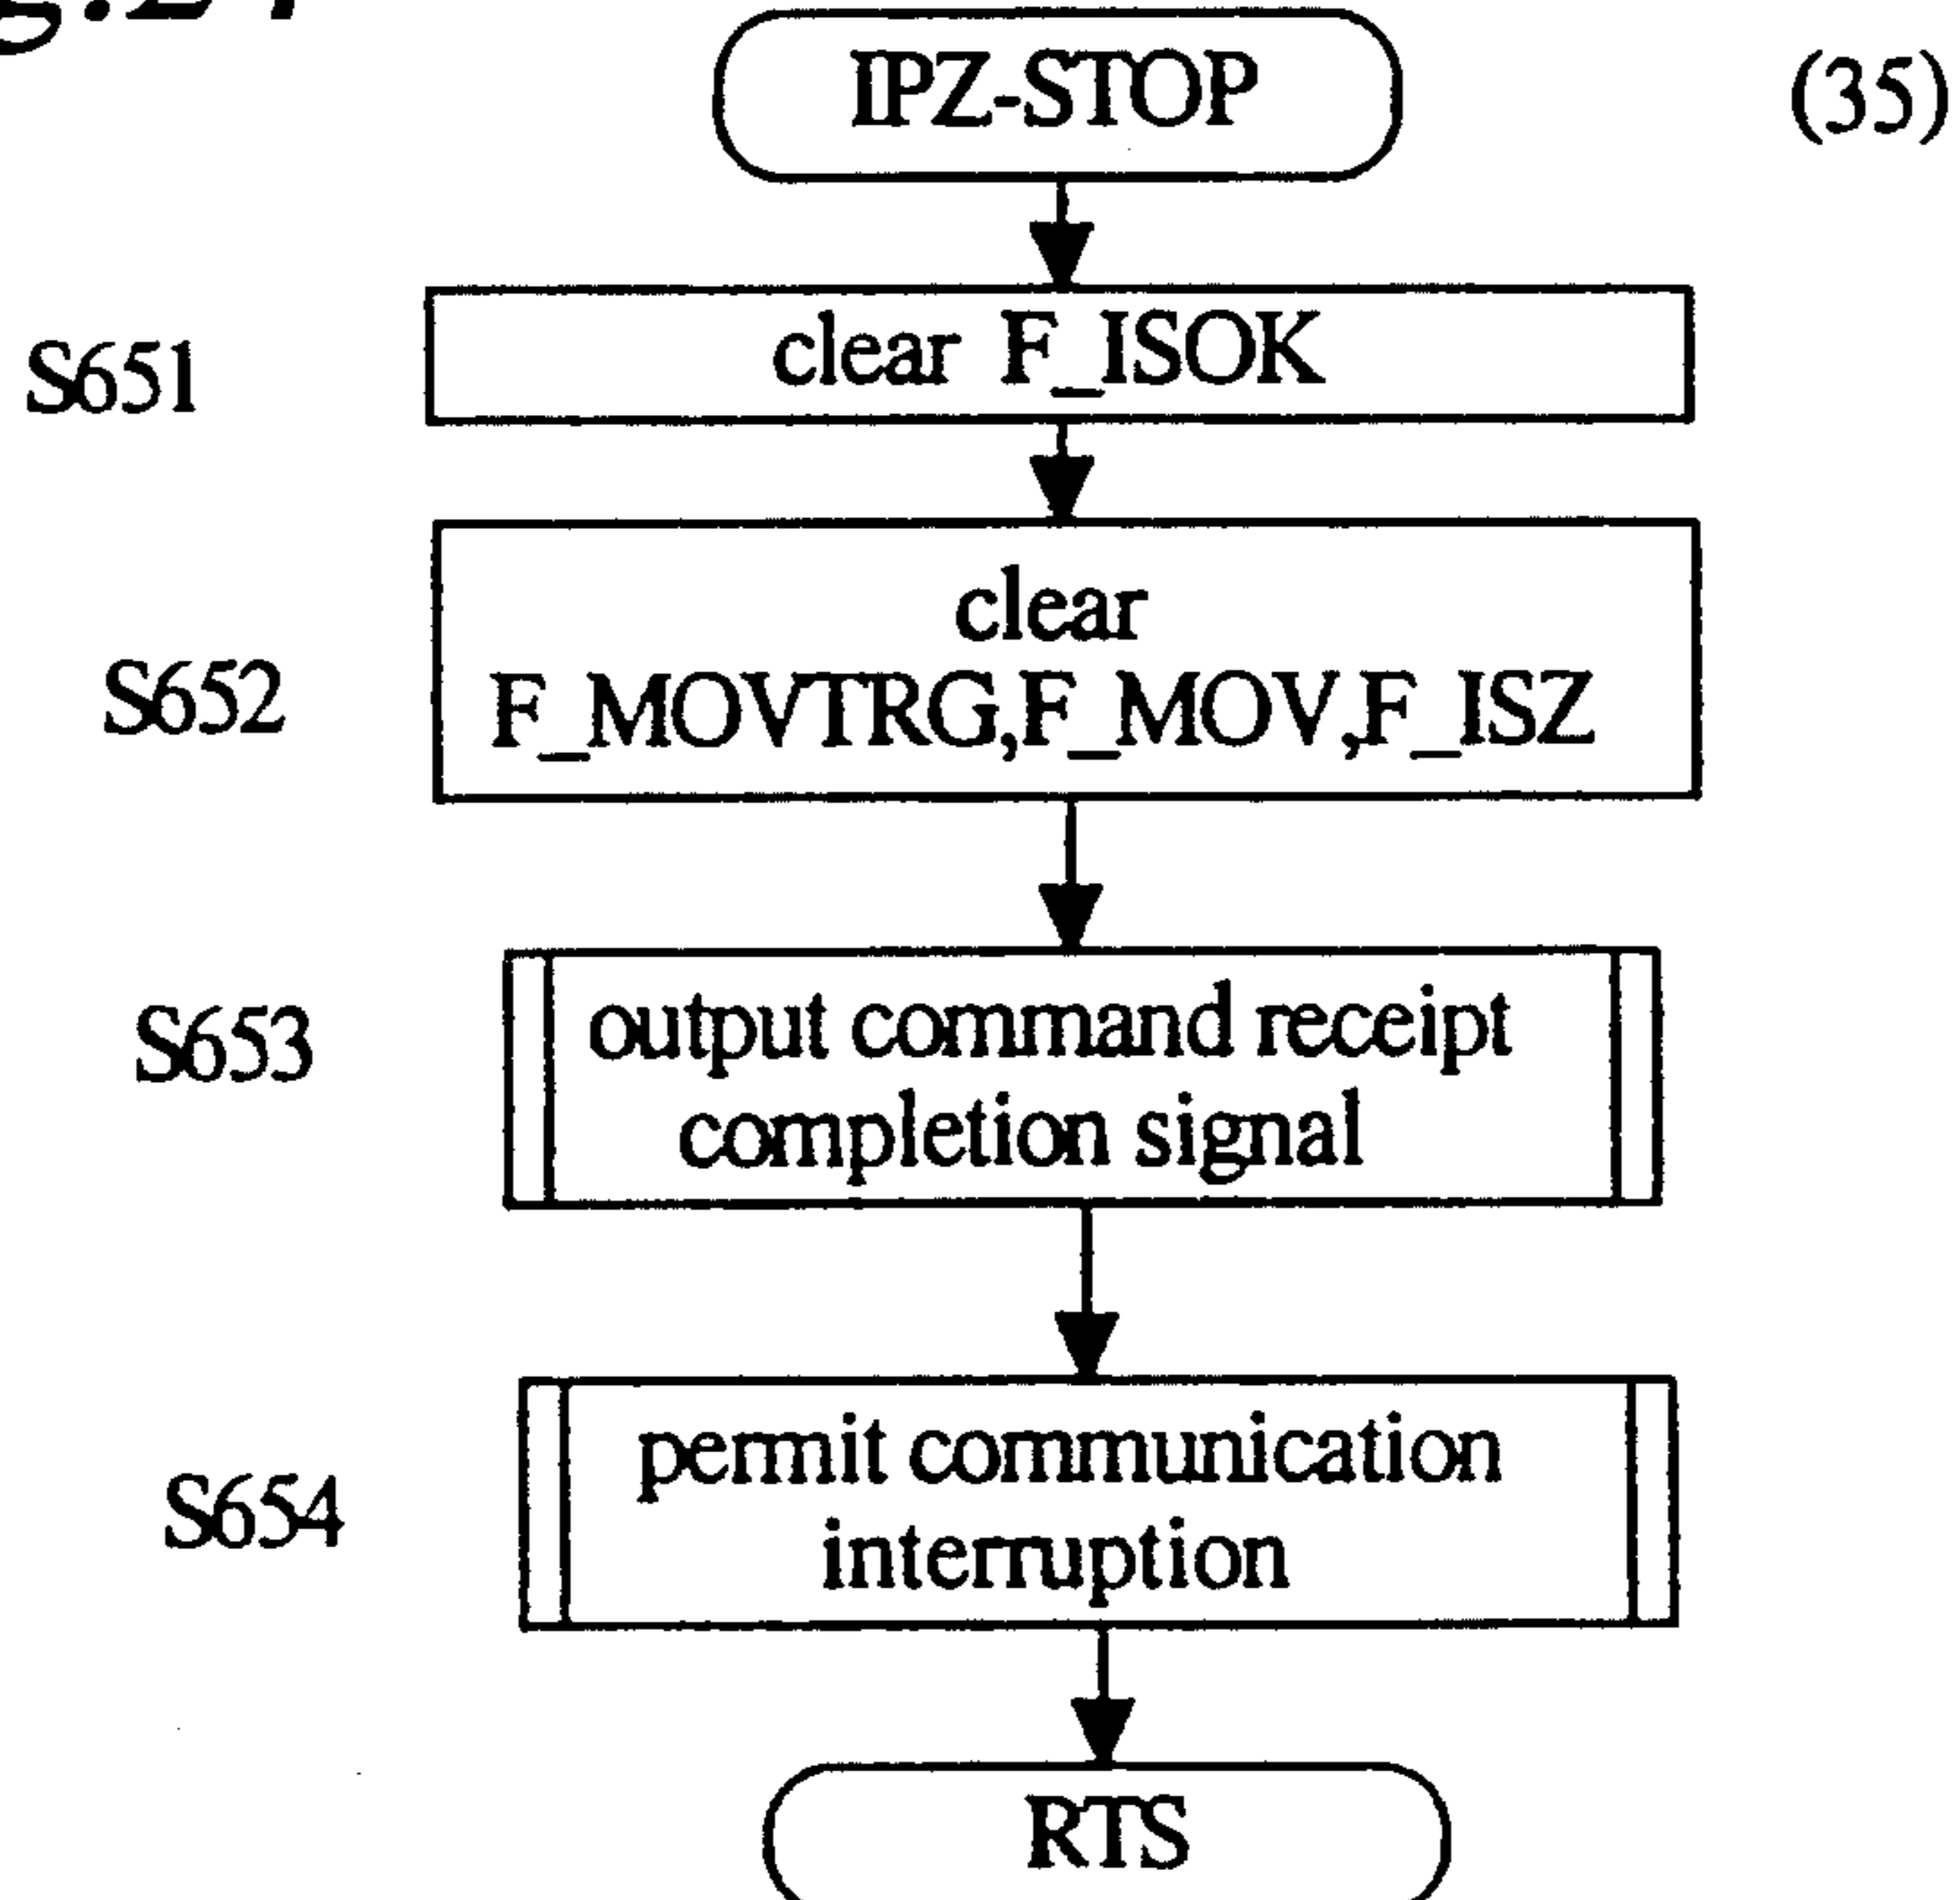 IPZ-STOP
(35)
S651
clear F_ISOK
S652
clear
F_MOVTRG,F_MOV,F_ISZ
S653
output command receipt
completion signal
S654
permit communication
interruption
RTS